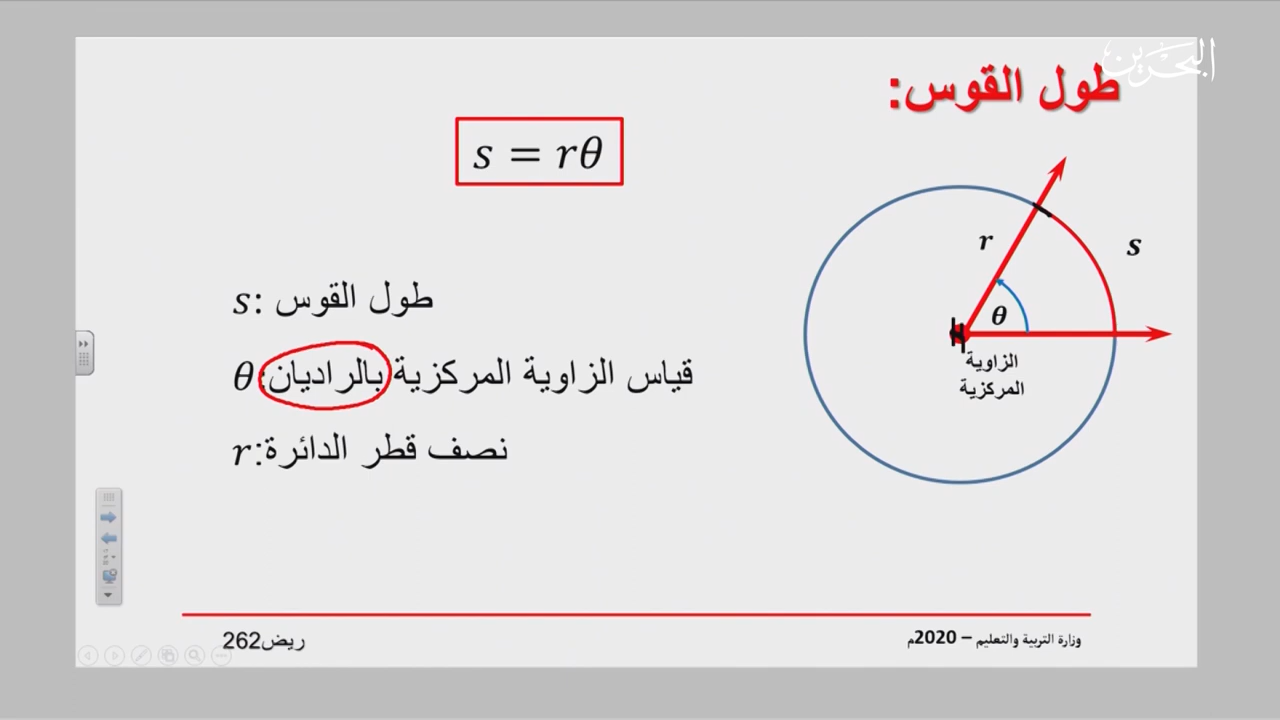 البحرين
طول القوس:
s = rθ
r
s
θ
الزاوية
المركزية
s: طول القوس
θ: قياس الزاوية المركزية بالراديان
r: نصف قطر الدائرة
وزارة التربية والتعليم – 2020م
ريض262